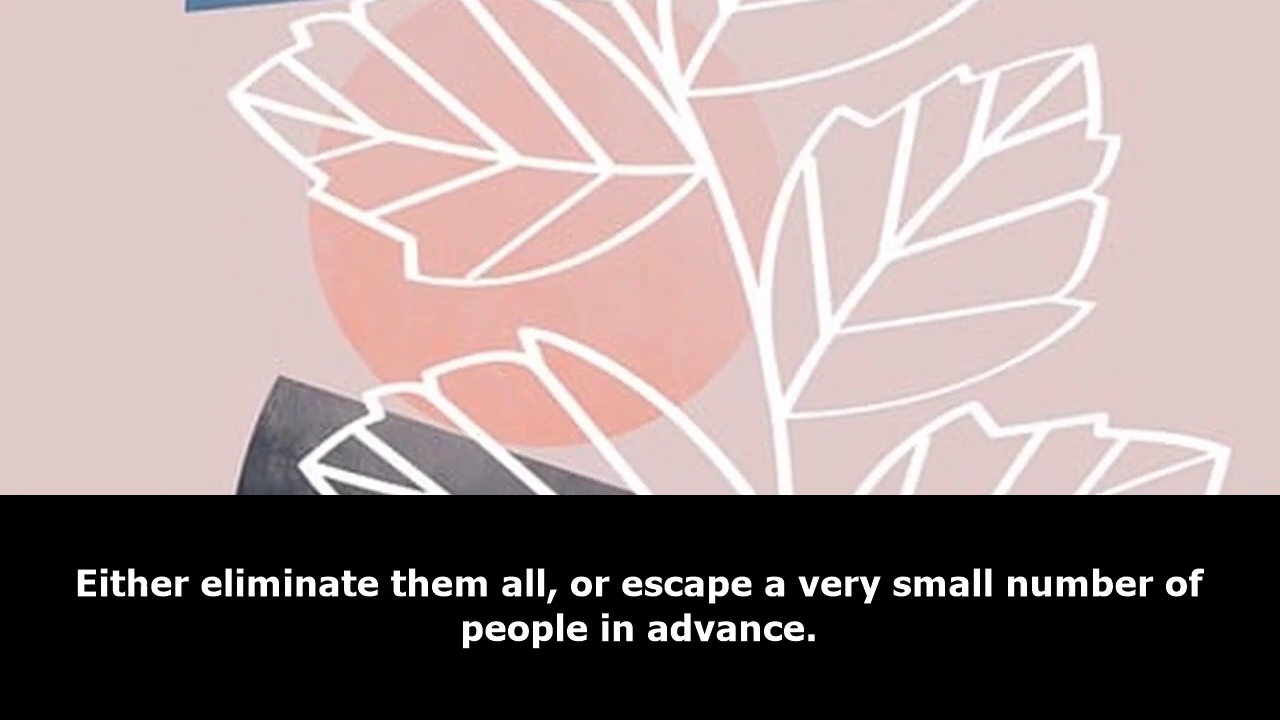 Either eliminate them all, or escape a very small number of
people in advance.